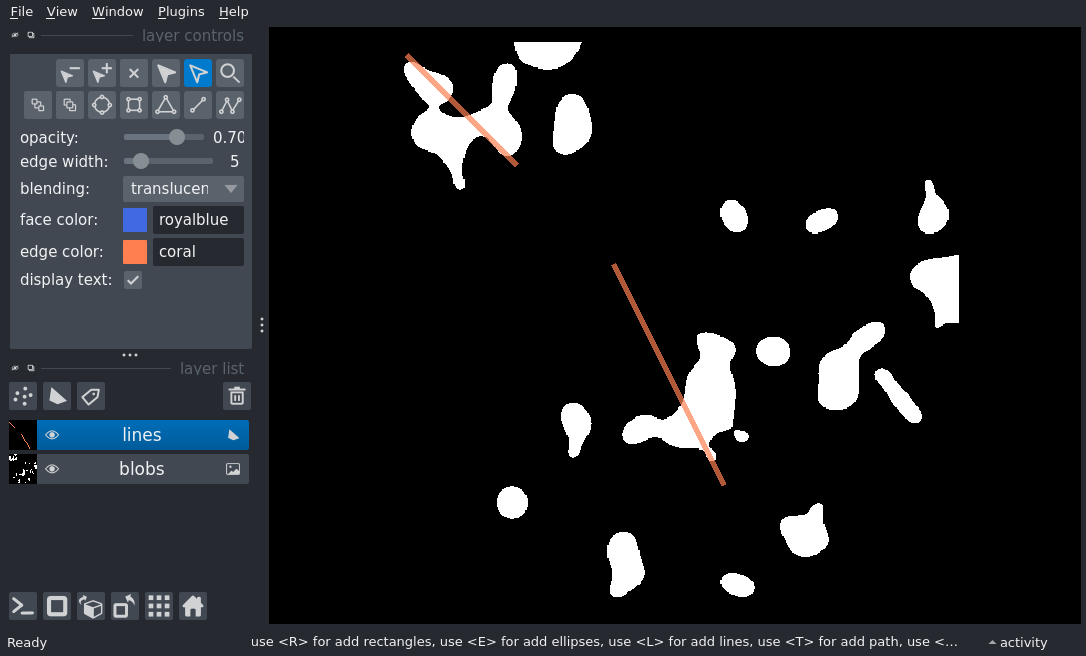 File View Window Plugins Help
layer controls
opacity: 0.70
edge width: 5
blending: translucen
face color: royalblue
edge color: coral
display text:
layer list
lines
blobs
Ready use <R> for add rectangles, use <E> for add ellipses, use <L> for add lines, use <T> for add path, use <... activity